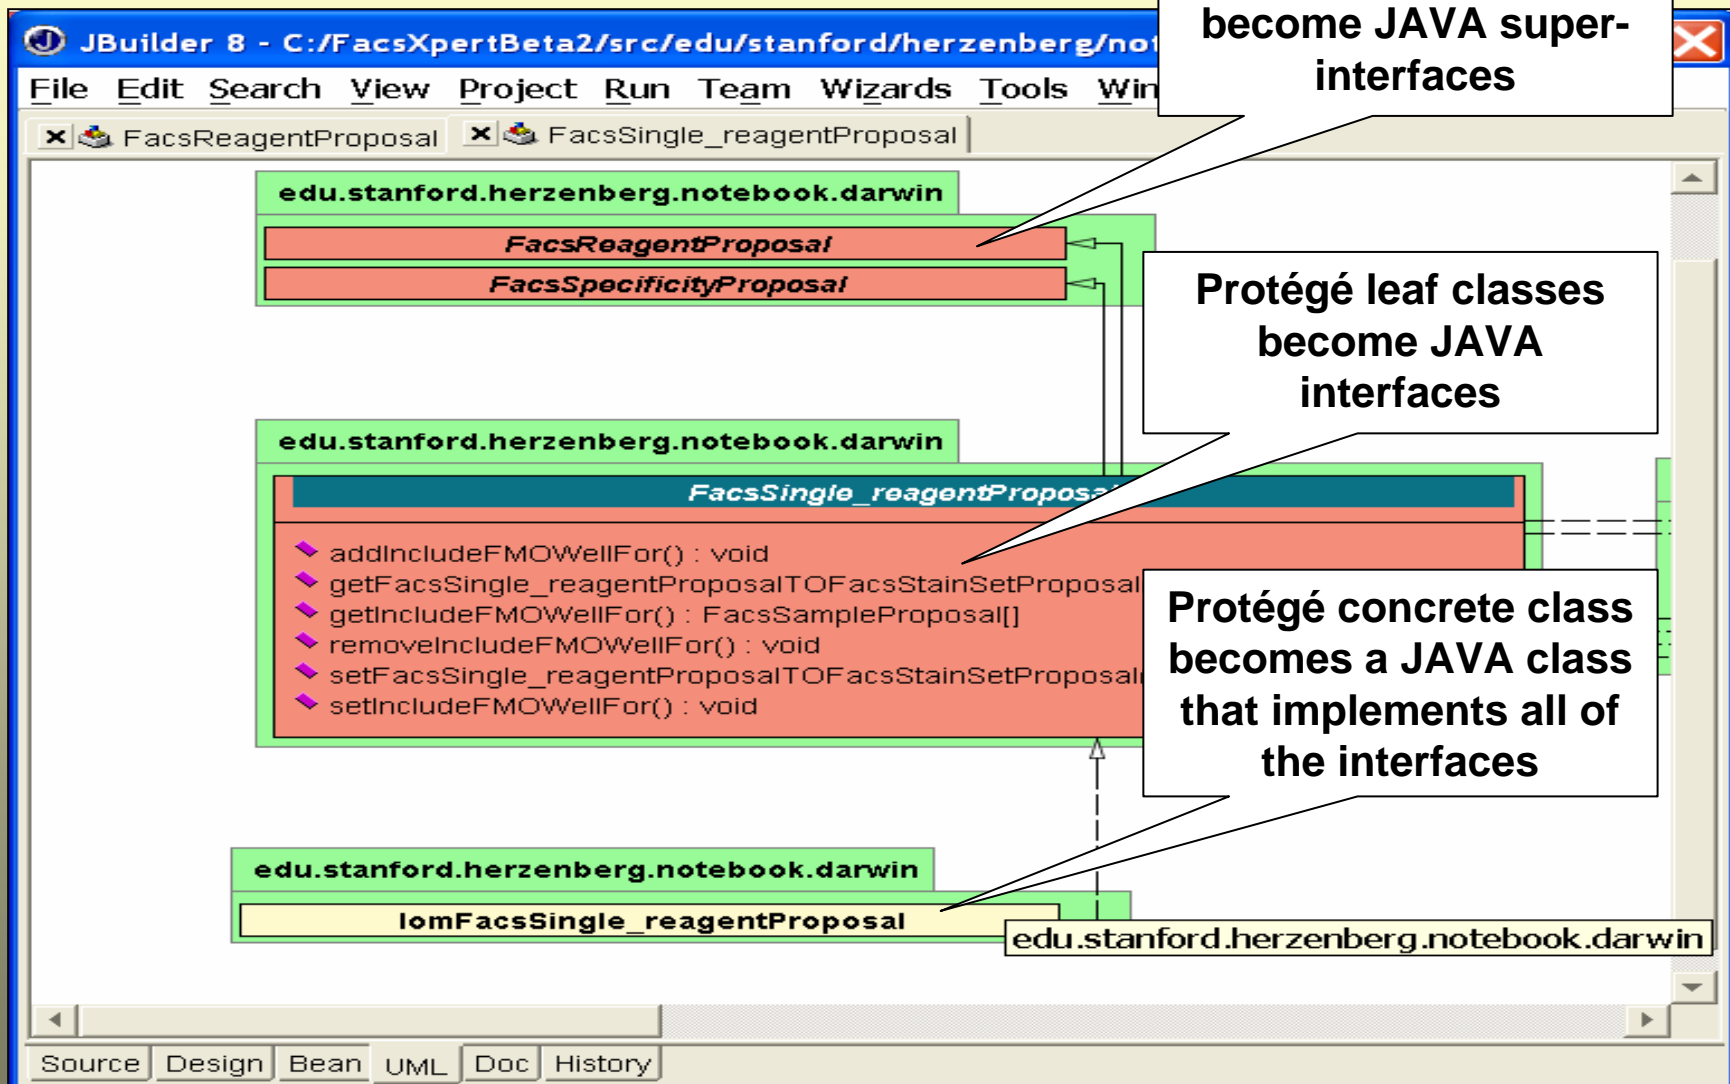 become JAVA super-
interfaces
JBuilder 8 - C:/FacsXpertBeta2/src/edu/stanford/herzenberg/
File Edit Search View Project Run Team Wizards Tools
FacsReagentProposal FacsSingle_reagentProposal
edu.stanford.herzenberg.notebook.darwin
FacsReagentProposal
FacsSpecificityProposal
Protégé leaf classes
become JAVA
interfaces
edu.stanford.herzenberg.notebook.darwin
FacsSingle_reagentProposal
addIncludeFMOWellFor() : void
getFacsSingle_reagentProposalTOFacsStainSetProposal
getIncludeFMOWellFor() : FacsSampleProposal[]
removeIncludeFMOWellFor() : void
setFacsSingle_reagentProposalTOFacsStainSetProposal(
setIncludeFMOWellFor() : void
Protégé concrete class
becomes a JAVA class
that implements all of
the interfaces
edu.stanford.herzenberg.notebook.darwin
IomFacsSingle_reagentProposal
edu.stanford.herzenberg.notebook.darwin
Source Design Bean UML Doc History